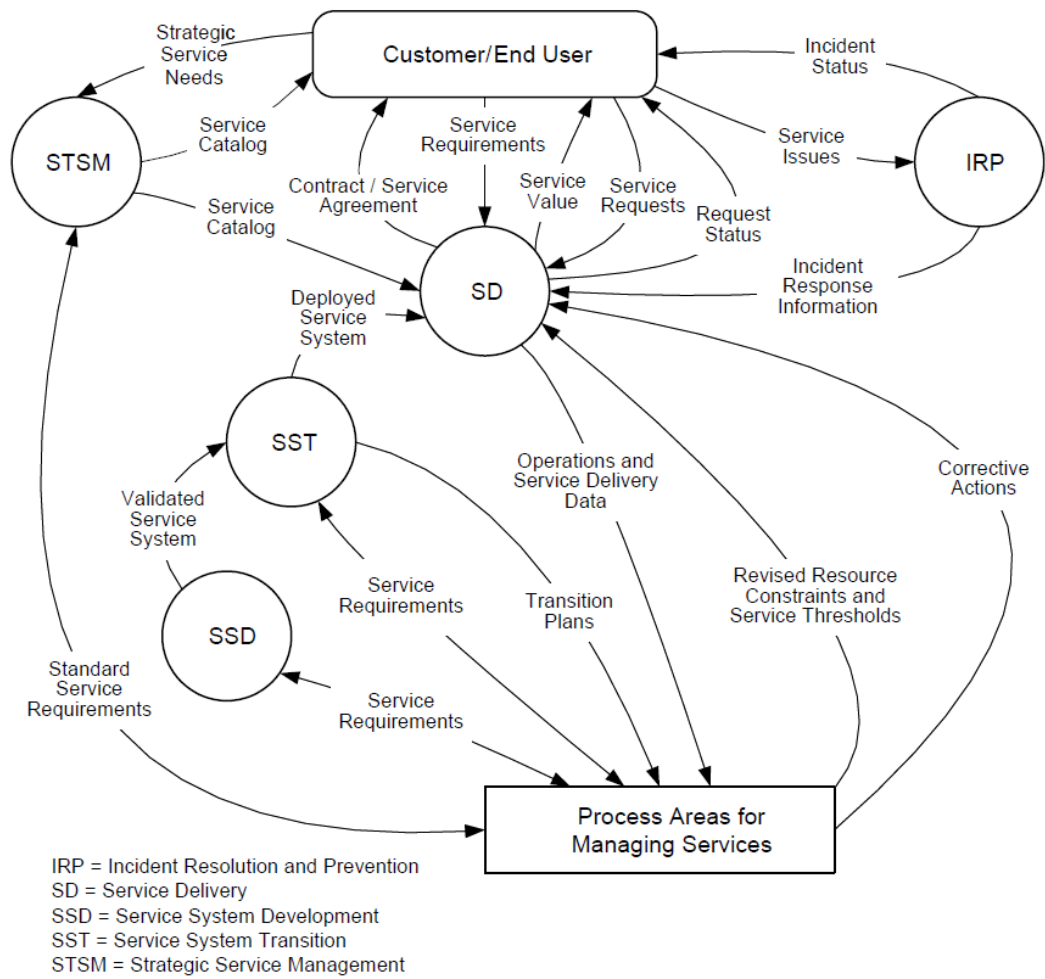 Strategic
Service
Needs
Customer/End User
Incident
Status
STSM
Service
Catalog
Service
Requirements
Service
Issues
IRP
Contract / Service
Agreement
Service
Value
Service
Requests
Request
Status
Service
Catalog
SD
Incident
Response
Information
Deployed
Service
System
SST
Operations and
Service Delivery
Data
Corrective
Actions
Validated
Service
System
Service
Requirements
Transition
Plans
Revised Resource
Constraints and
Service Thresholds
SSD
Standard
Service
Requirements
Service
Requirements
Process Areas for
Managing Services
IRP = Incident Resolution and Prevention
SD = Service Delivery
SSD = Service System Development
SST = Service System Transition
STSM = Strategic Service Management